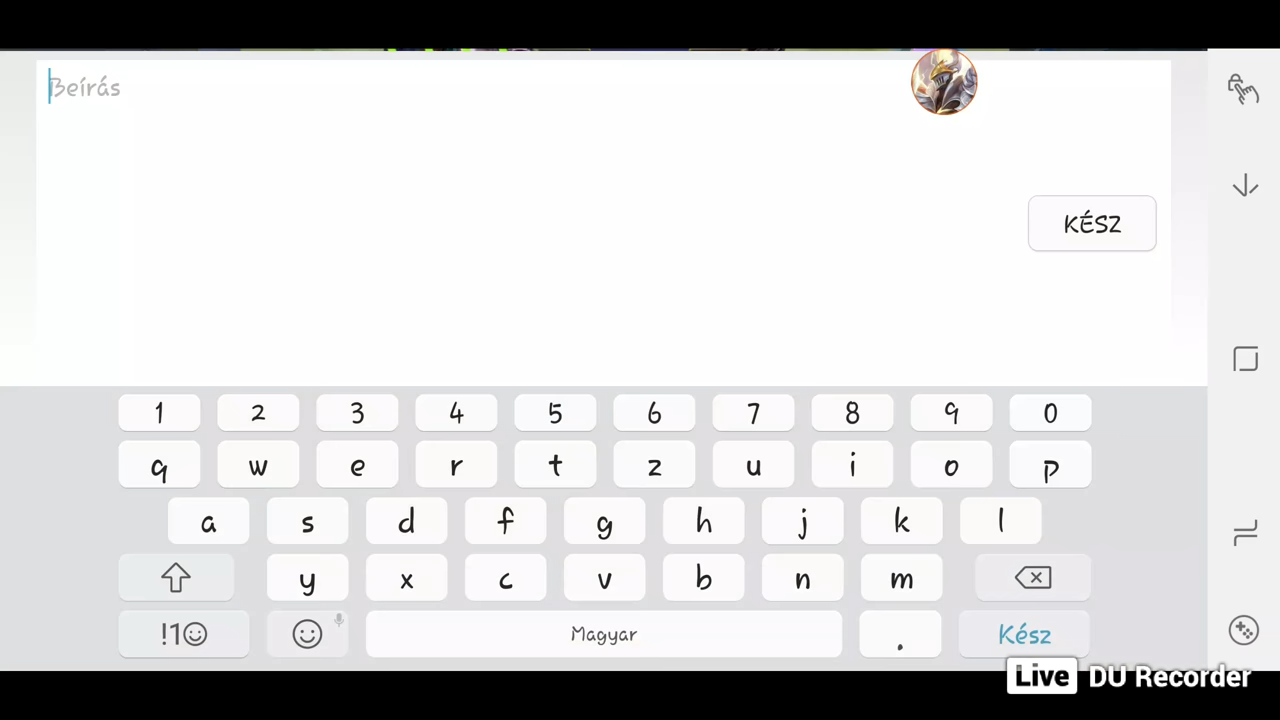 Beírás
KÉSZ
1 2 3 4 5 6 7 8 9 0
q w e r t z u i o p
a s d f g h j k l
y x c v b n m
!1 Magyar . Kész
Live DU Recorder